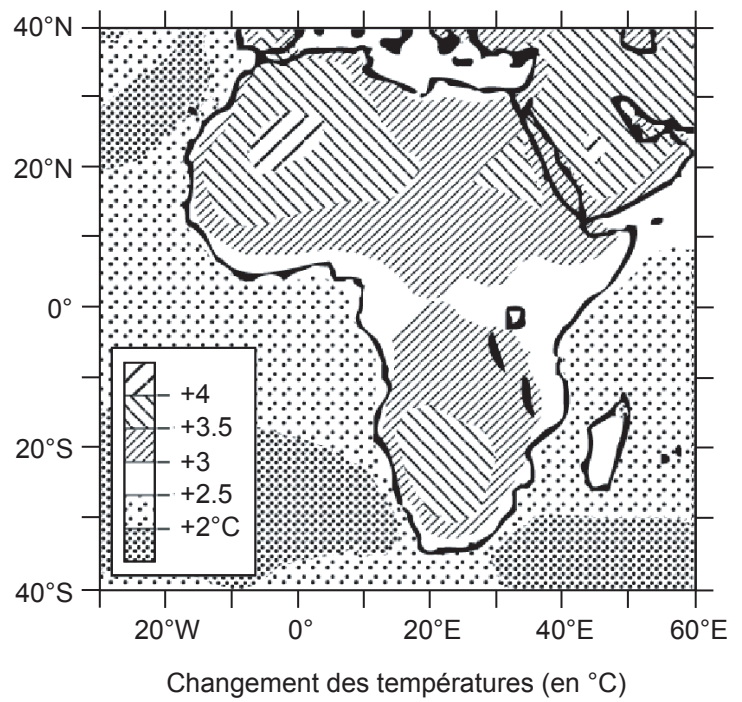 40°N
20°N
0°
20°S
40°S
+4
+3.5
+3
+2.5
+2°C
20°W 0° 20°E 40°E 60°E
Changement des températures (en °C)